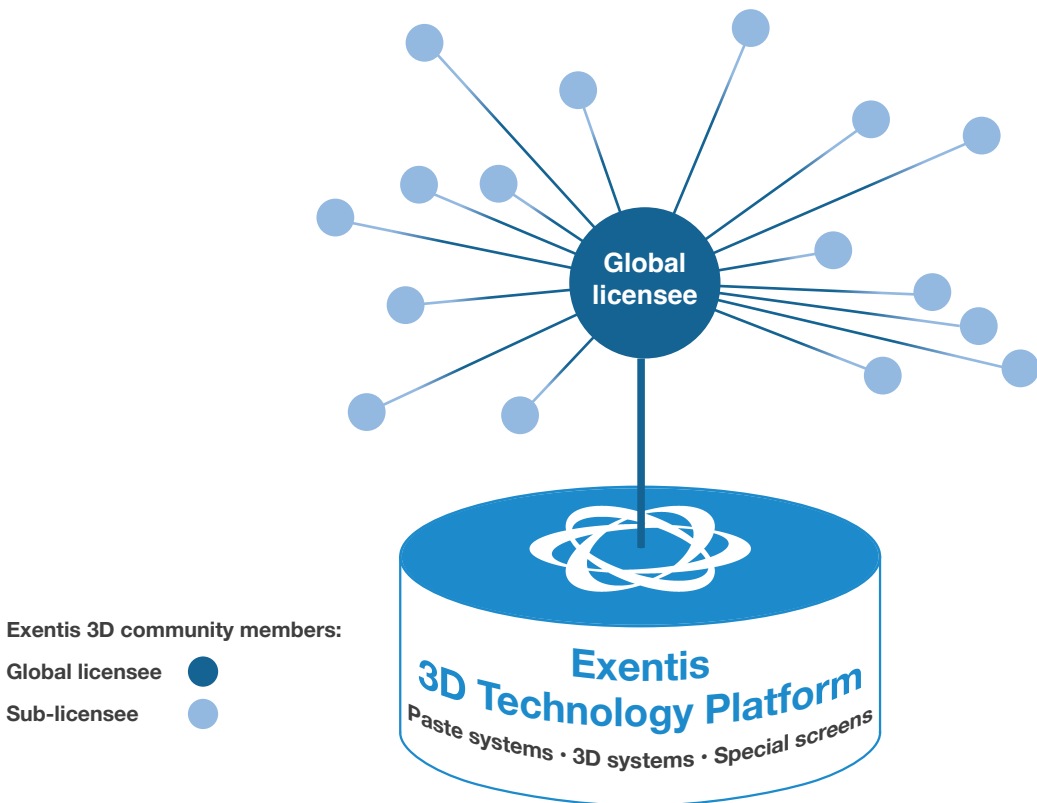 Global
licensee
Exentis 3D community members:
Global licensee
Sub-licensee
Exentis
3D Technology Platform
Paste systems · 3D systems · Special screens